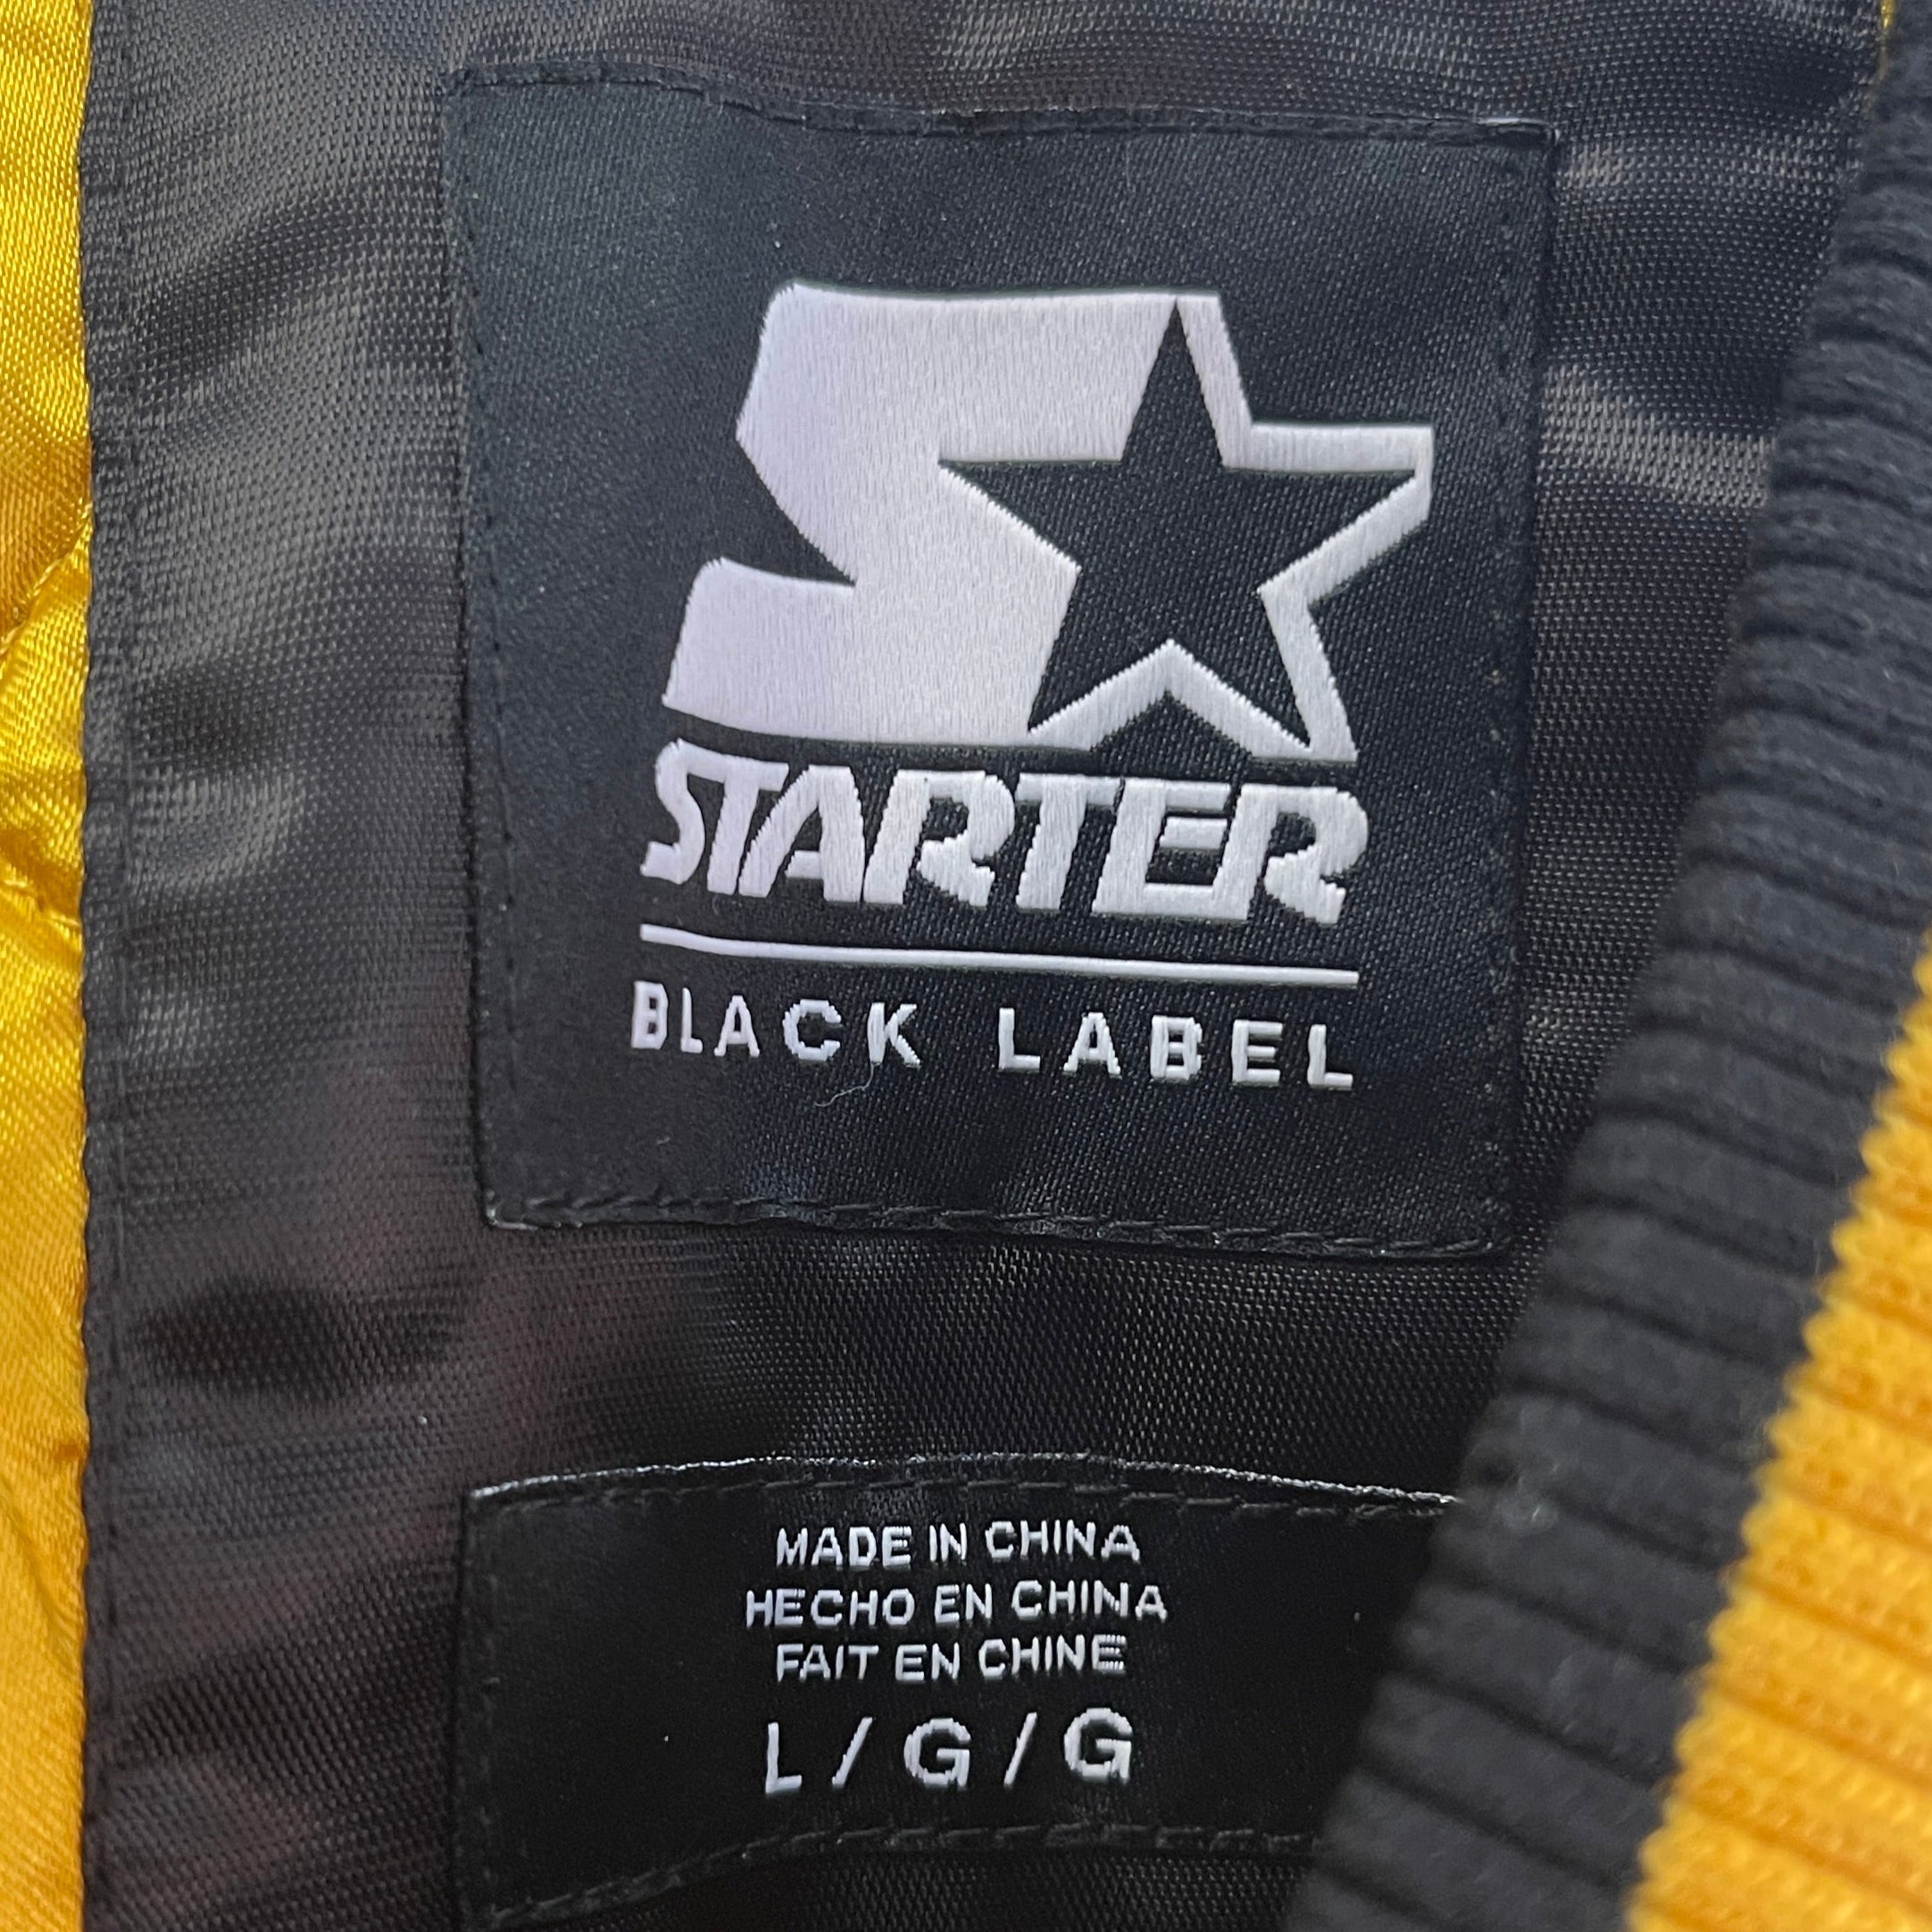 STARTER
BLACK LABEL
MADE IN CHINA
HECHO EN CHINA
FAIT EN CHINE
L / G / G